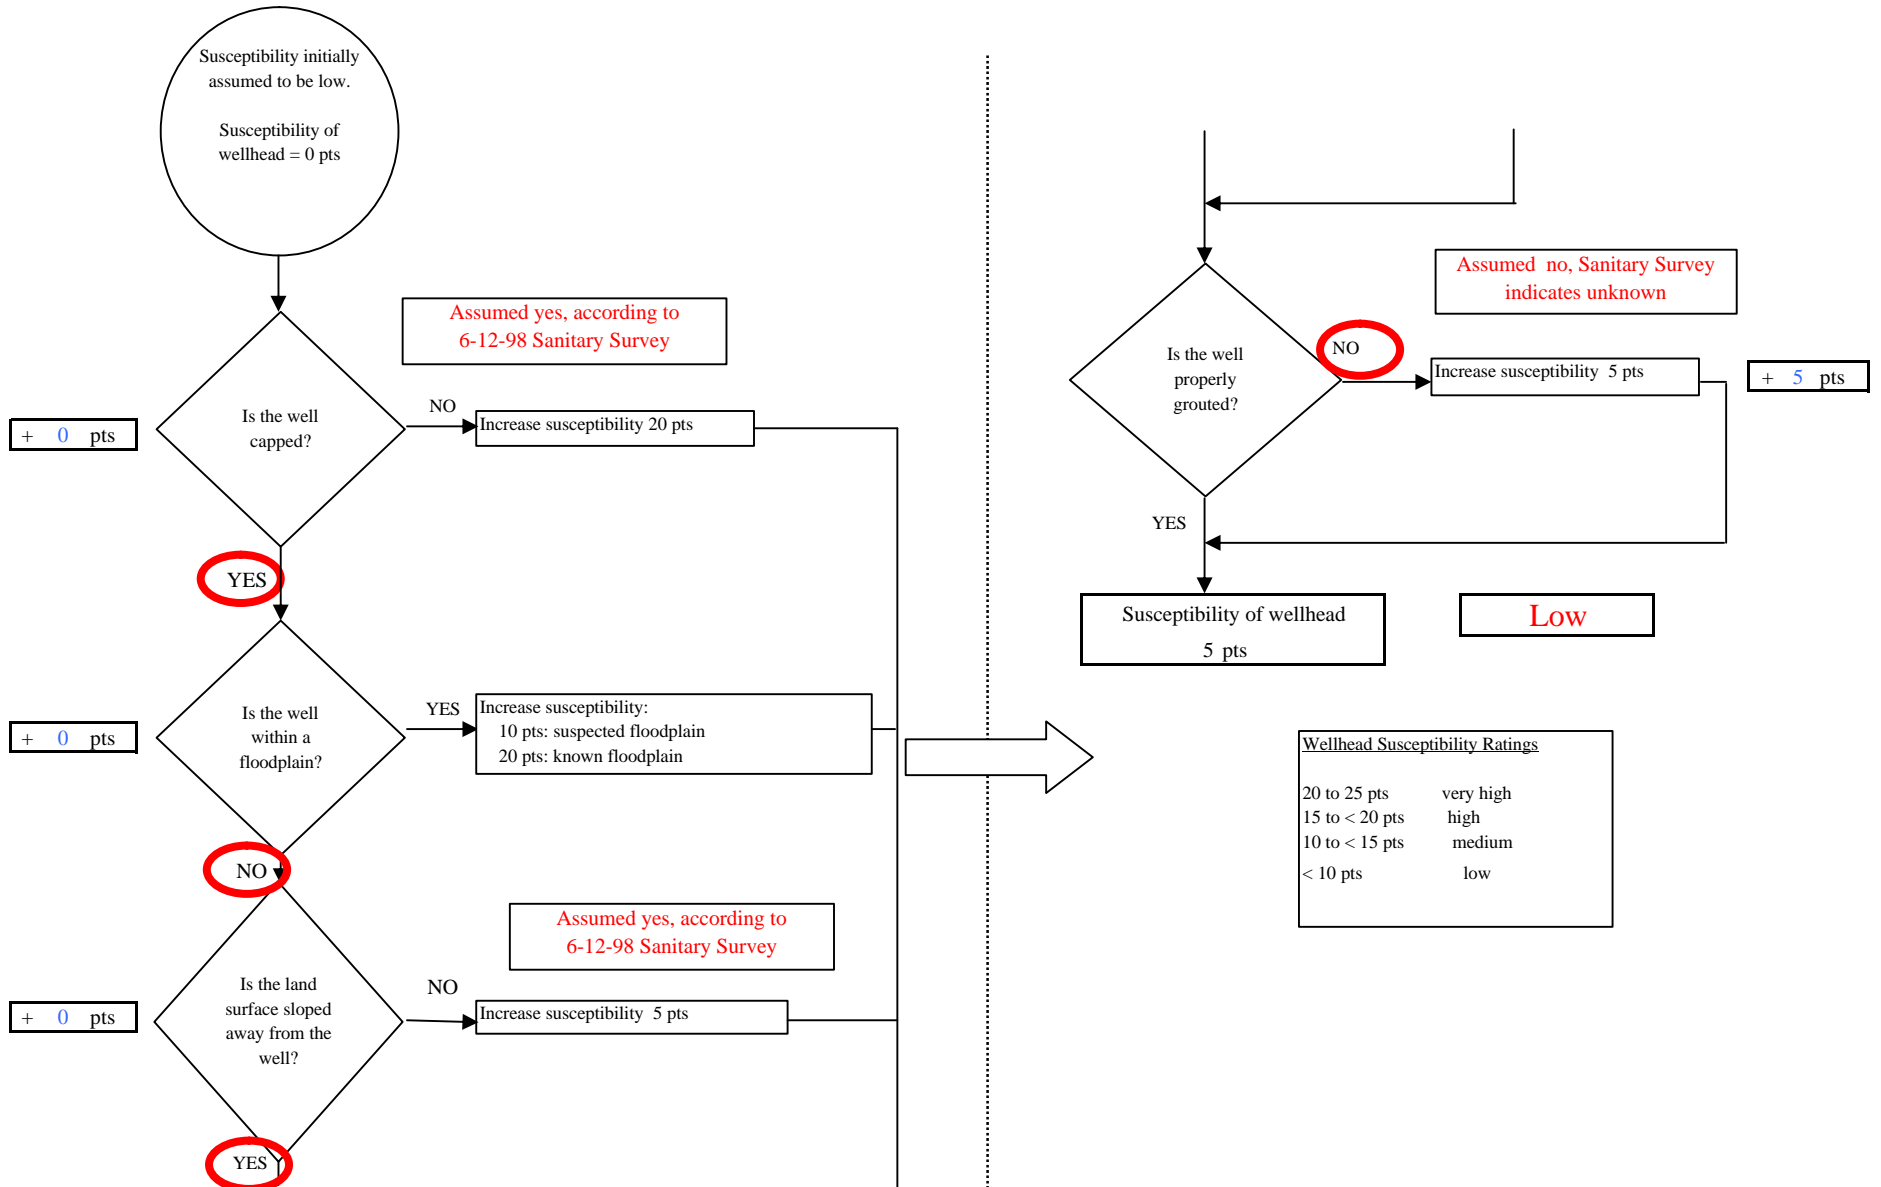 Susceptibility initially
assumed to be low.
Susceptibility of
wellhead = 0 pts
Assumed yes, according to
6-12-98 Sanitary Survey
Is the well
capped?
NO
Increase susceptibility 20 pts
+ 0 pts
YES
Is the well
within a
floodplain?
YES
Increase susceptibility:
10 pts: suspected floodplain
20 pts: known floodplain
+ 0 pts
NO
Assumed yes, according to
6-12-98 Sanitary Survey
Is the land
surface sloped
away from the
well?
NO
Increase susceptibility 5 pts
+ 0 pts
YES
Assumed no, Sanitary Survey
indicates unknown
Is the well
properly
grouted?
NO
Increase susceptibility 5 pts
+ 5 pts
YES
Susceptibility of wellhead
5 pts
Low
Wellhead Susceptibility Ratings
20 to 25 pts very high
15 to < 20 pts high
10 to < 15 pts medium
< 10 pts low